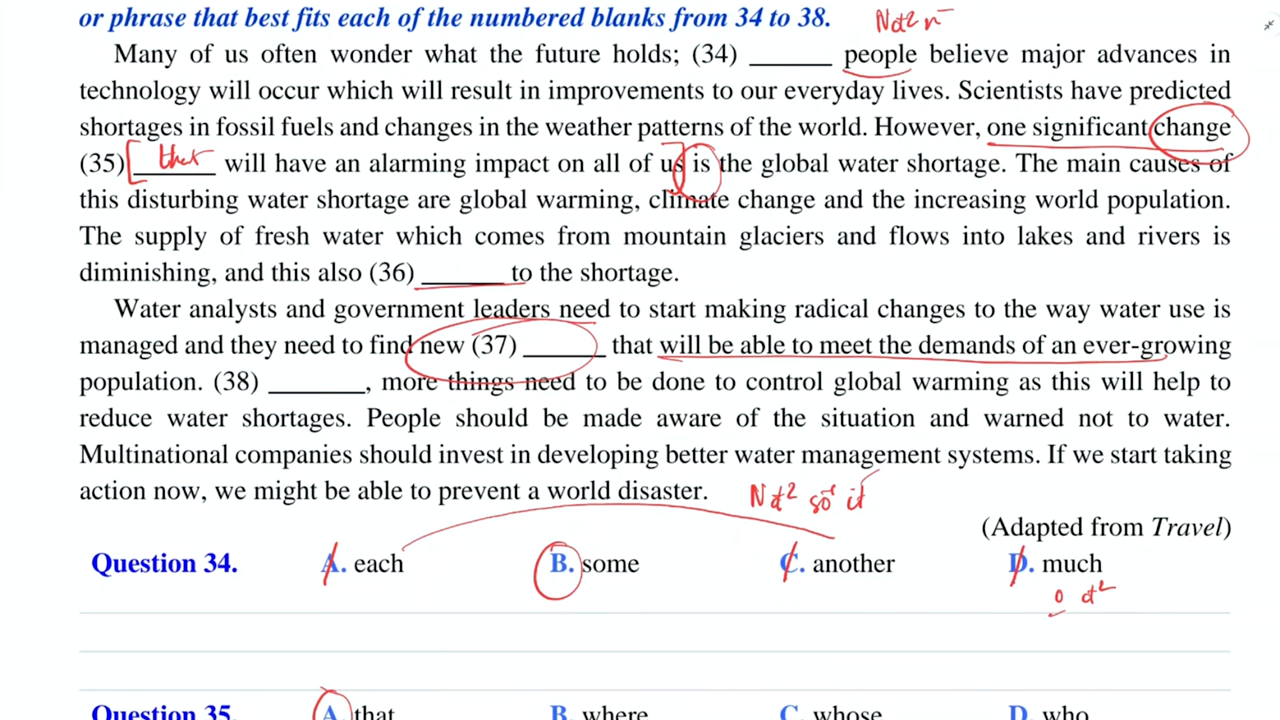 or phrase that best fits each of the numbered blanks from 34 to 38.
Nđ² n
Many of us often wonder what the future holds; (34) ______ people believe major advances in
technology will occur which will result in improvements to our everyday lives. Scientists have predicted
shortages in fossil fuels and changes in the weather patterns of the world. However, one significant change
(35) that will have an alarming impact on all of us is the global water shortage. The main causes of
this disturbing water shortage are global warming, climate change and the increasing world population.
The supply of fresh water which comes from mountain glaciers and flows into lakes and rivers is
diminishing, and this also (36) ______ to the shortage.
Water analysts and government leaders need to start making radical changes to the way water use is
managed and they need to find new (37) ______ that will be able to meet the demands of an ever-growing
population. (38) ______, more things need to be done to control global warming as this will help to
reduce water shortages. People should be made aware of the situation and warned not to water.
Multinational companies should invest in developing better water management systems. If we start taking
action now, we might be able to prevent a world disaster.
Nđ² số ít
(Adapted from Travel)
Question 34. A. each B. some C. another D. much
đ²
Question 35. A. that B. where C. whose D. who